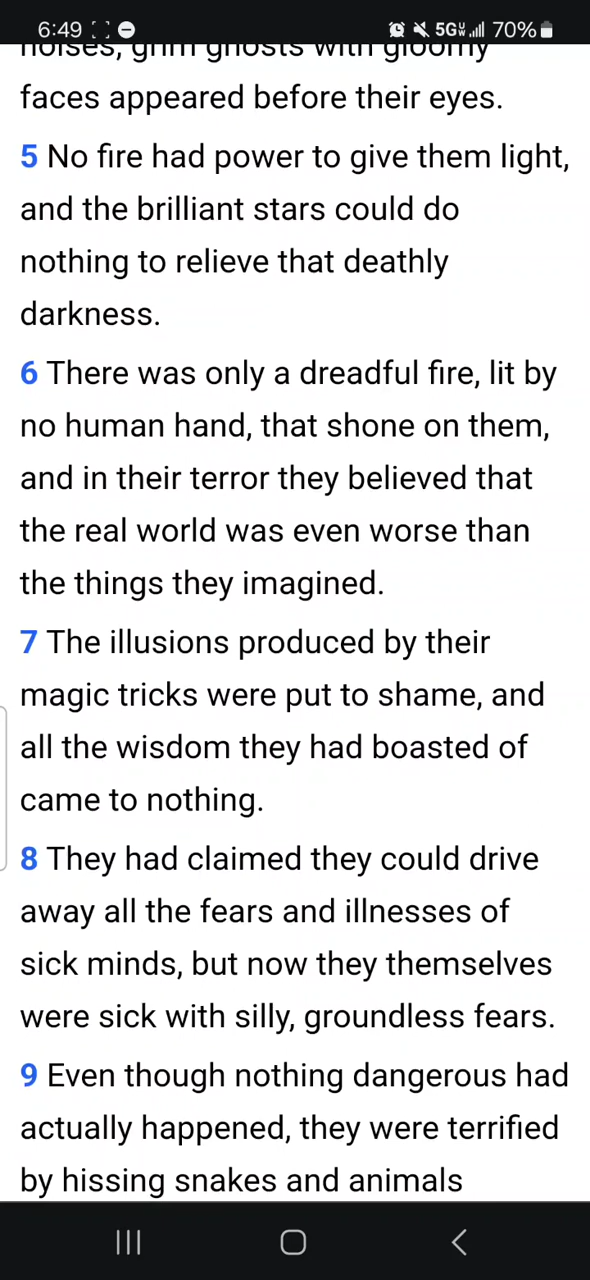 6:49
5G 70%
noises, grim ghosts with gloomy
faces appeared before their eyes.
5 No fire had power to give them light,
and the brilliant stars could do
nothing to relieve that deathly
darkness.
6 There was only a dreadful fire, lit by
no human hand, that shone on them,
and in their terror they believed that
the real world was even worse than
the things they imagined.
7 The illusions produced by their
magic tricks were put to shame, and
all the wisdom they had boasted of
came to nothing.
8 They had claimed they could drive
away all the fears and illnesses of
sick minds, but now they themselves
were sick with silly, groundless fears.
9 Even though nothing dangerous had
actually happened, they were terrified
by hissing snakes and animals